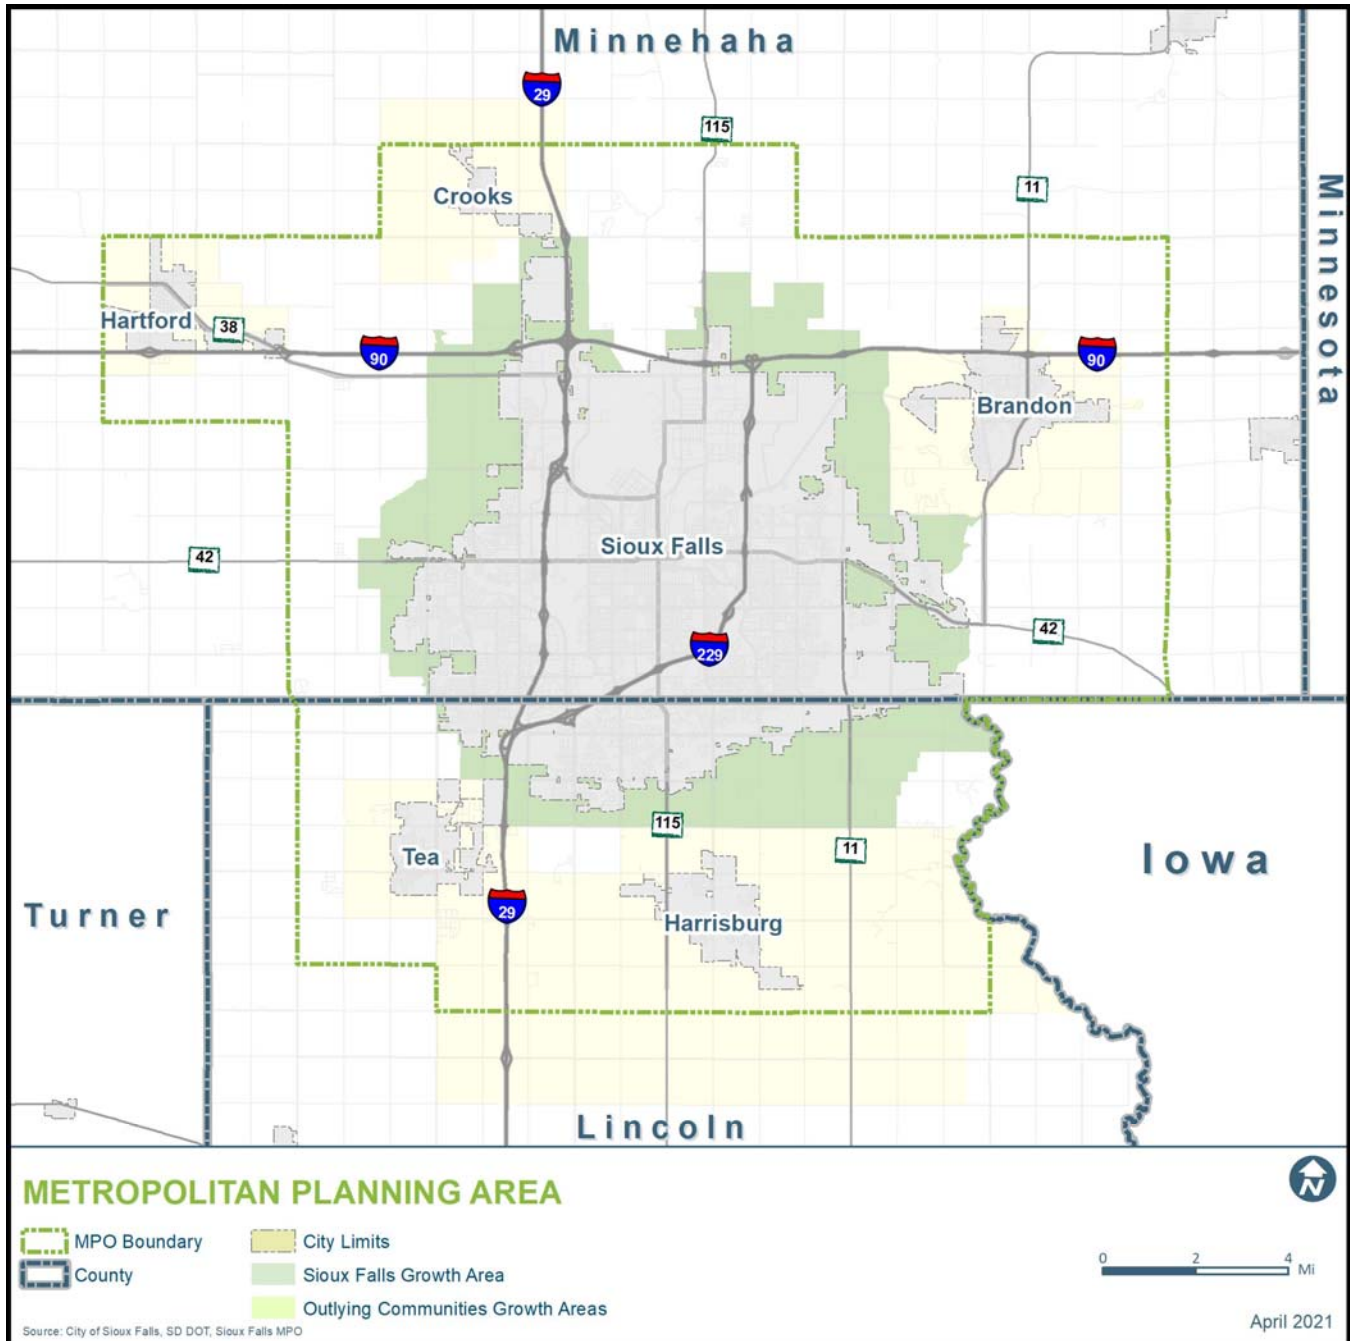 Minnehaha
29
115
11
Crooks
Minnesota
Hartford
38
90
90
Brandon
Sioux Falls
42
42
229
115
11
Tea
Iowa
29
Turner
Harrisburg
Lincoln
METROPOLITAN PLANNING AREA
N
MPO Boundary
City Limits
County
Sioux Falls Growth Area
Outlying Communities Growth Areas
0 2 4
Mi
Source: City of Sioux Falls, SD DOT, Sioux Falls MPO
April 2021